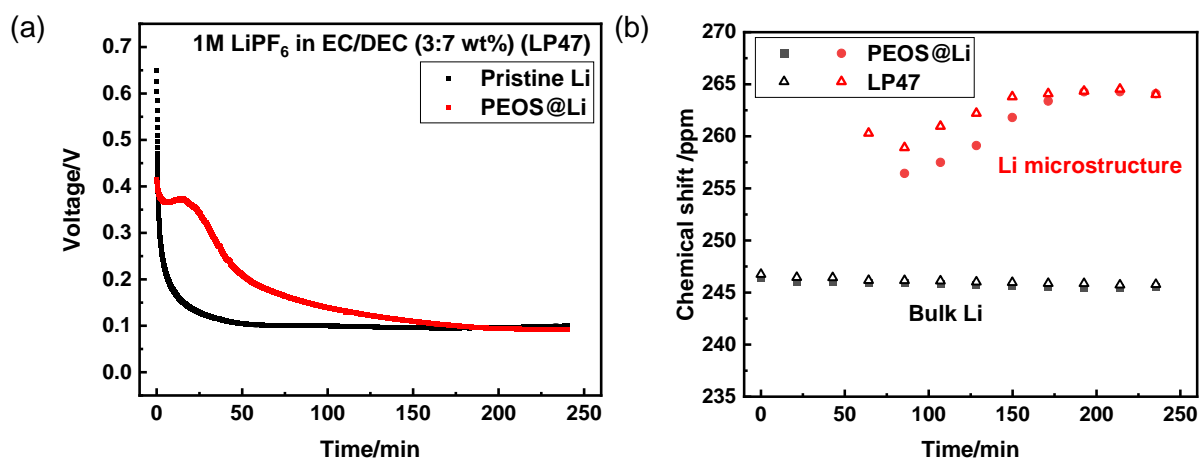 (a)
1M LiPF6 in EC/DEC (3:7 wt%) (LP47)
Pristine Li
PEOS@Li
0.7
0.6
0.5
0.4
0.3
0.2
0.1
0.0
Voltage/V
0
50
100
150
200
250
Time/min
(b)
PEOS@Li
LP47
270
265
260
255
250
245
240
235
Chemical shift /ppm
Li microstructure
Bulk Li
0
50
100
150
200
250
Time/min